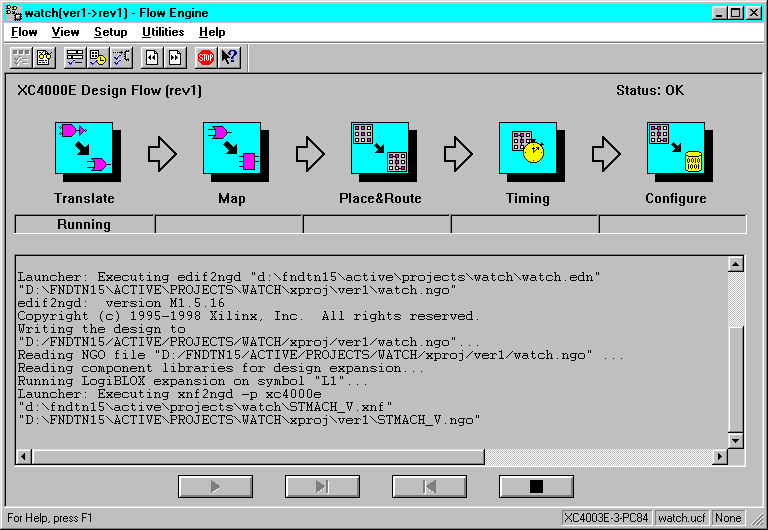 watch(ver1->rev1) - Flow Engine
Flow View Setup Utilities Help
STOP
XC4000E Design Flow (rev1) Status: OK
Translate Map Place&Route Timing Configure
Running
Launcher: Executing edif2ngd "d:\fndtn15\active\projects\watch\watch.edn"
"D:\FNDTN15\ACTIVE\PROJECTS\WATCH\xproj\ver1\watch.ngo"
edif2ngd:  version M1.5.16
Copyright (c) 1995-1998 Xilinx, Inc.  All rights reserved.
Writing the design to
"D:/FNDTN15/ACTIVE/PROJECTS/WATCH/xproj/ver1/watch.ngo"...
Reading NGO file "D:/FNDTN15/ACTIVE/PROJECTS/WATCH/xproj/ver1/watch.ngo" ...
Reading component libraries for design expansion...
Running LogiBLOX expansion on symbol "L1"...
Launcher: Executing xnf2ngd -p xc4000e
"d:\fndtn15\active\projects\watch\STMACH_V.xnf"
"D:\FNDTN15\ACTIVE\PROJECTS\WATCH\xproj\ver1\STMACH_V.ngo"
For Help, press F1 XC4003E-3-PC84 watch.ucf None